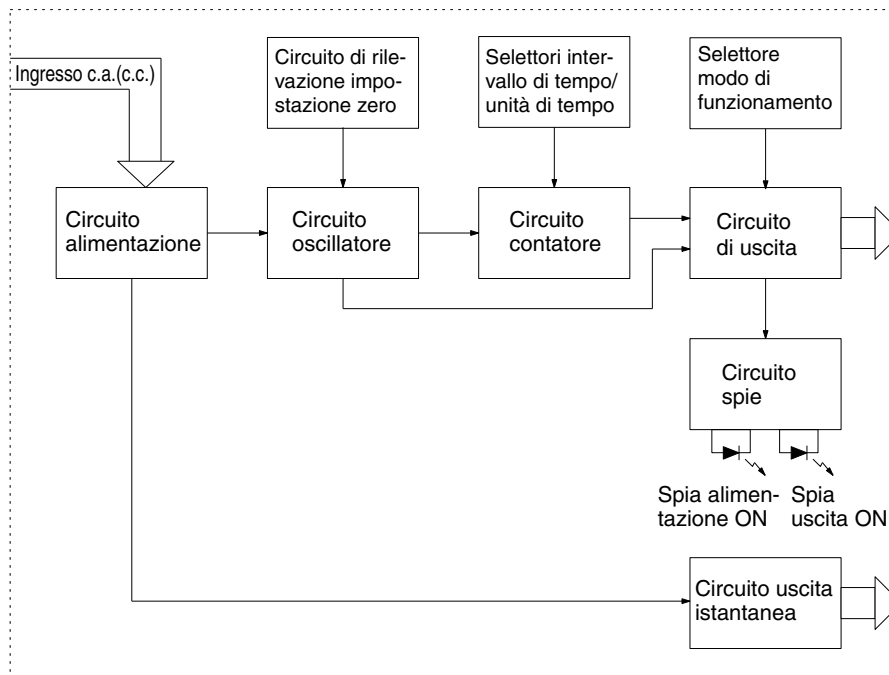 Ingresso c.a.(c.c.)
Circuito di rile-
vazione impo-
stazione zero
Selettori inter-
vallo di tempo/
unità di tempo
Selettore
modo di
funzionamento
Circuito
alimentazione
Circuito
oscillatore
Circuito
contatore
Circuito
di uscita
Circuito
spie
Spia alimen-
tazione ON
Spia
uscita ON
Circuito uscita
istantanea